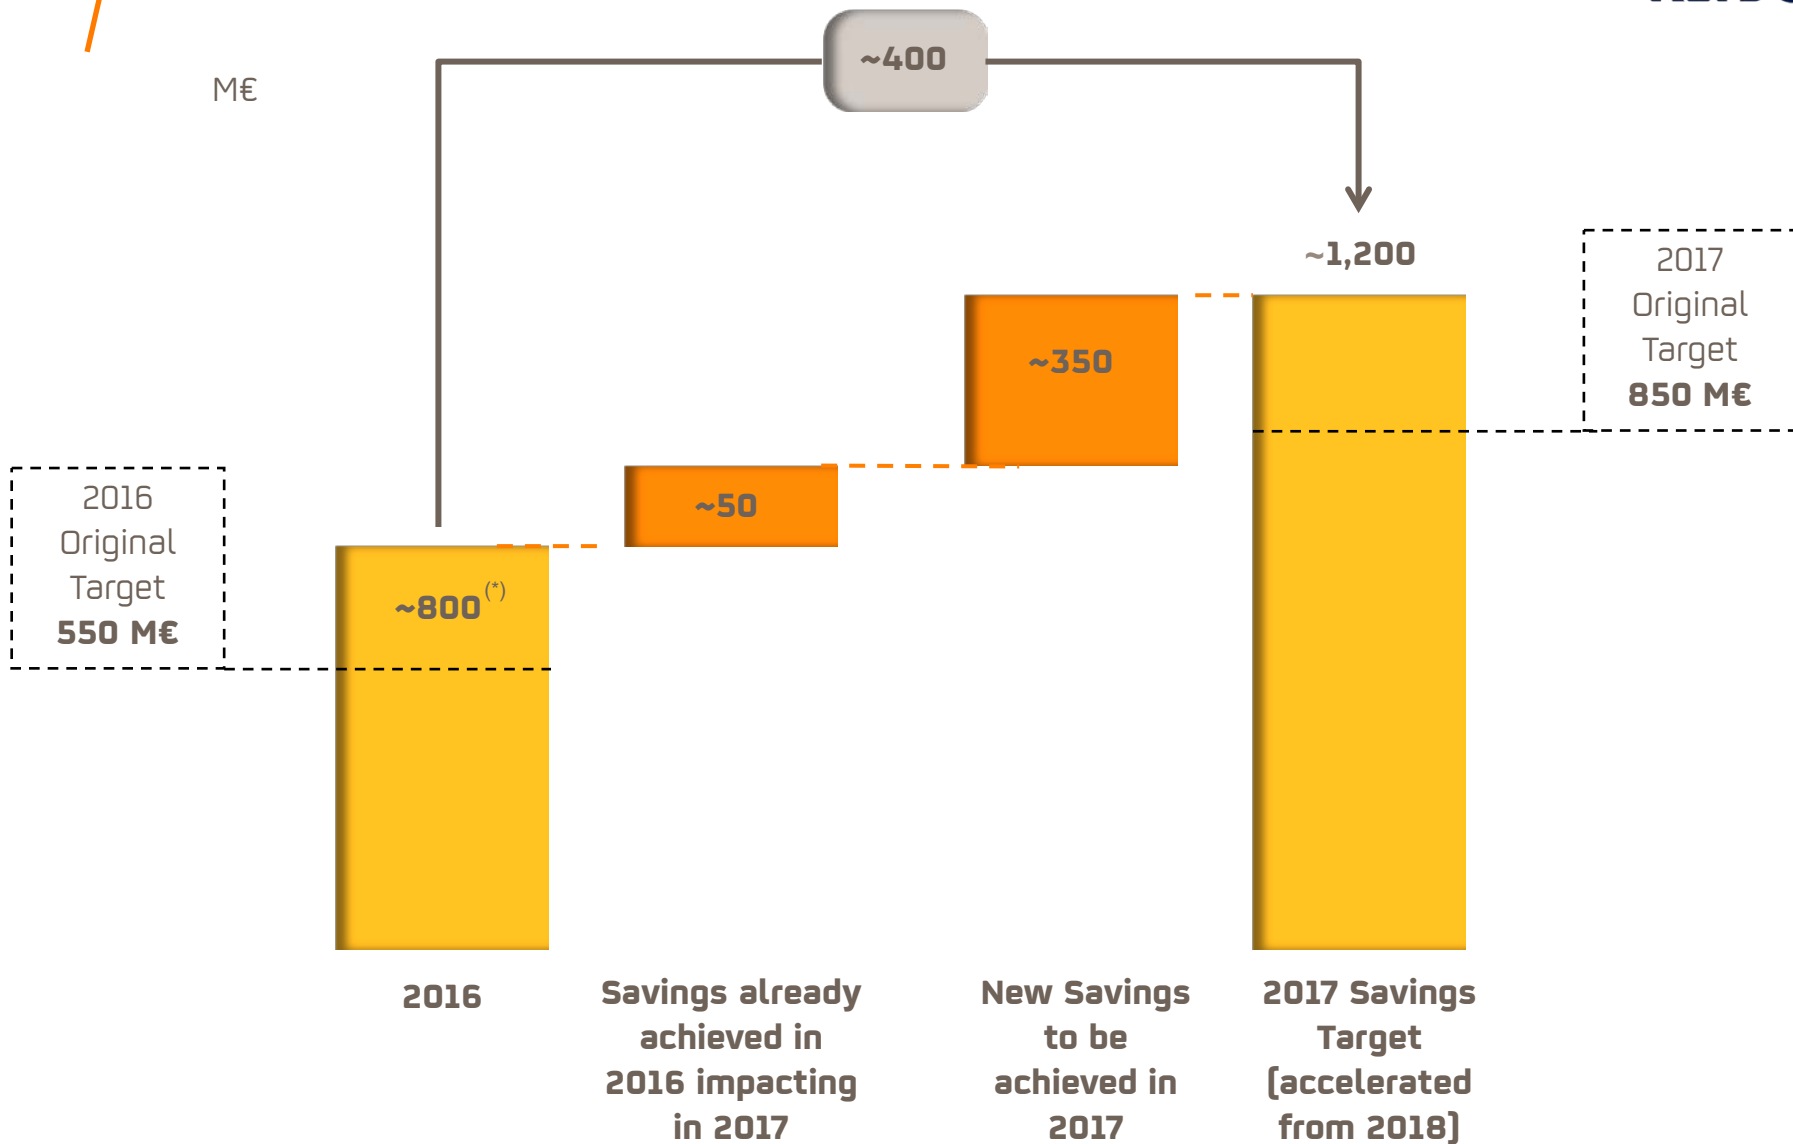 M€
~400
~1,200
2017
Original
Target
850 M€
~350
2016
Original
Target
550 M€
~50
~800(*)
2016
Savings already
achieved in
2016 impacting
in 2017
New Savings
to be
achieved in
2017
2017 Savings
Target
(accelerated
from 2018)